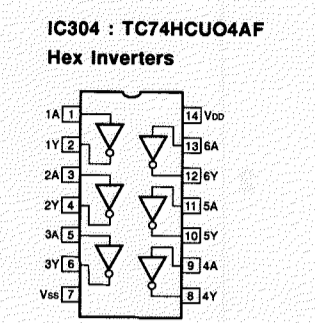 IC304 : TC74HCUO4AF
Hex Inverters
1A 1 14 VDD
1Y 2 13 6A
2A 3 12 6Y
2Y 4 11 5A
3A 5 10 5Y
3Y 6 9 4A
Vss 7 8 4Y